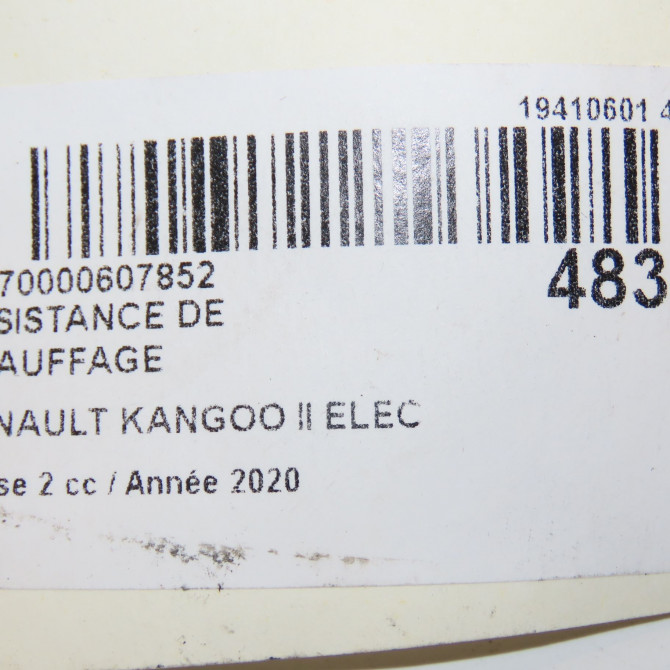 19410601 4
70000607852
483
SISTANCE DE
AUFFAGE
NAULT KANGOO II ELEC
se 2 cc / Année 2020